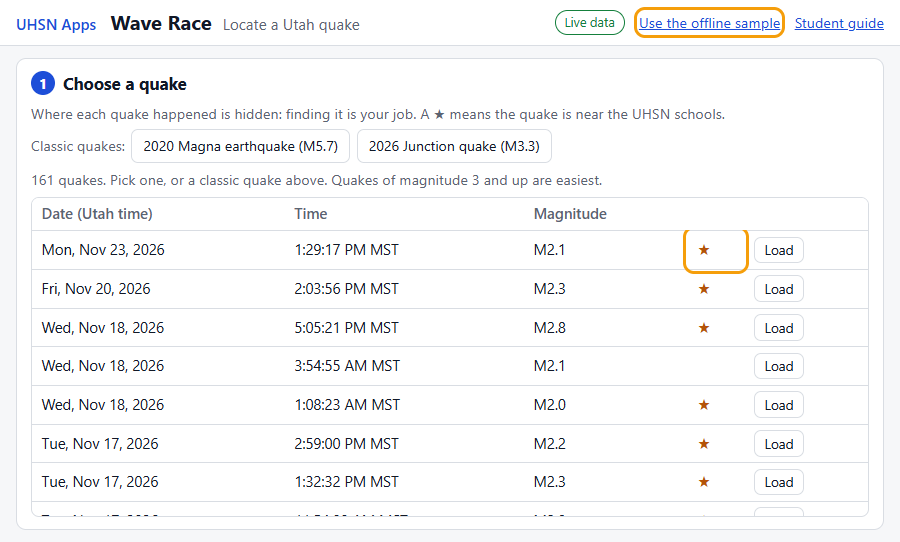 UHSN Apps Wave Race Locate a Utah quake Live data Use the offline sample Student guide
1 Choose a quake
Where each quake happened is hidden: finding it is your job. A ★ means the quake is near the UHSN schools.
Classic quakes: 2020 Magna earthquake (M5.7) 2026 Junction quake (M3.3)
161 quakes. Pick one, or a classic quake above. Quakes of magnitude 3 and up are easiest.
Date (Utah time) Time Magnitude
Mon, Nov 23, 2026 1:29:17 PM MST M2.1 ★ Load
Fri, Nov 20, 2026 2:03:56 PM MST M2.3 ★ Load
Wed, Nov 18, 2026 5:05:21 PM MST M2.8 ★ Load
Wed, Nov 18, 2026 3:54:55 AM MST M2.1 Load
Wed, Nov 18, 2026 1:08:23 AM MST M2.0 ★ Load
Tue, Nov 17, 2026 2:59:00 PM MST M2.2 ★ Load
Tue, Nov 17, 2026 1:32:32 PM MST M2.3 ★ Load